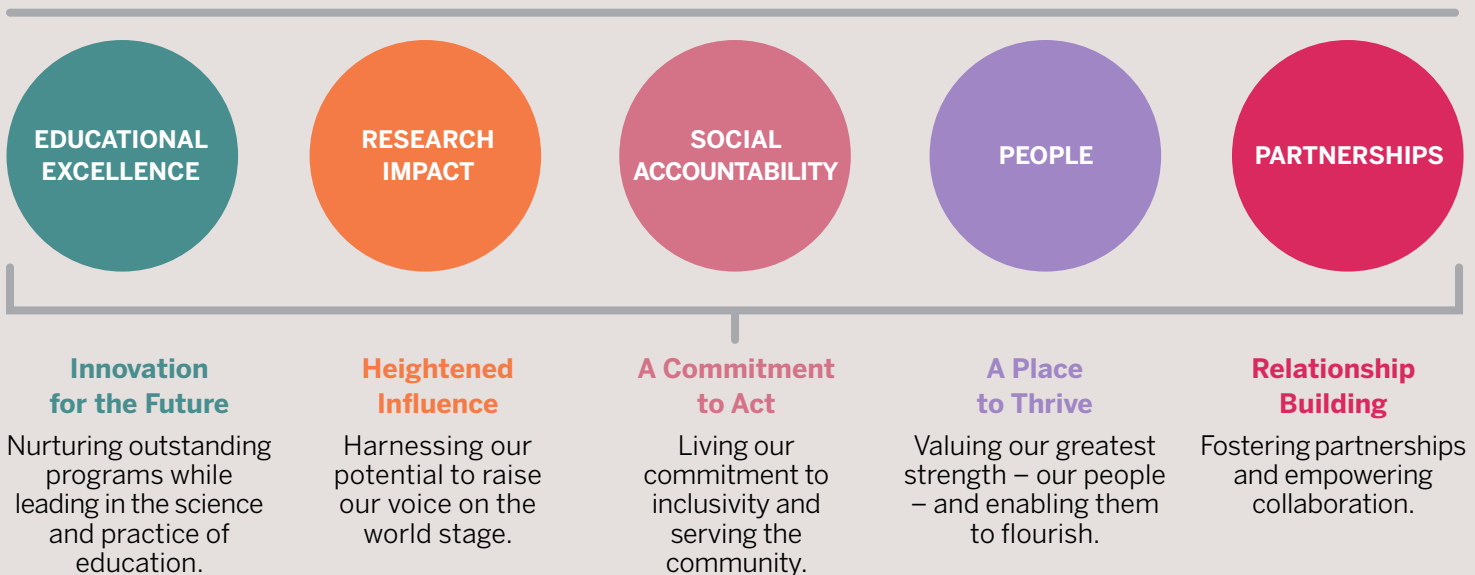 EDUCATIONAL
EXCELLENCE
RESEARCH
IMPACT
SOCIAL
ACCOUNTABILITY
PEOPLE
PARTNERSHIPS
Innovation
for the Future
Nurturing outstanding
programs while
leading in the science
and practice of
education.
Heightened
Influence
Harnessing our
potential to raise
our voice on the
world stage.
A Commitment
to Act
Living our
commitment to
inclusivity and
serving the
community.
A Place
to Thrive
Valuing our greatest
strength – our people
– and enabling them
to flourish.
Relationship
Building
Fostering partnerships
and empowering
collaboration.